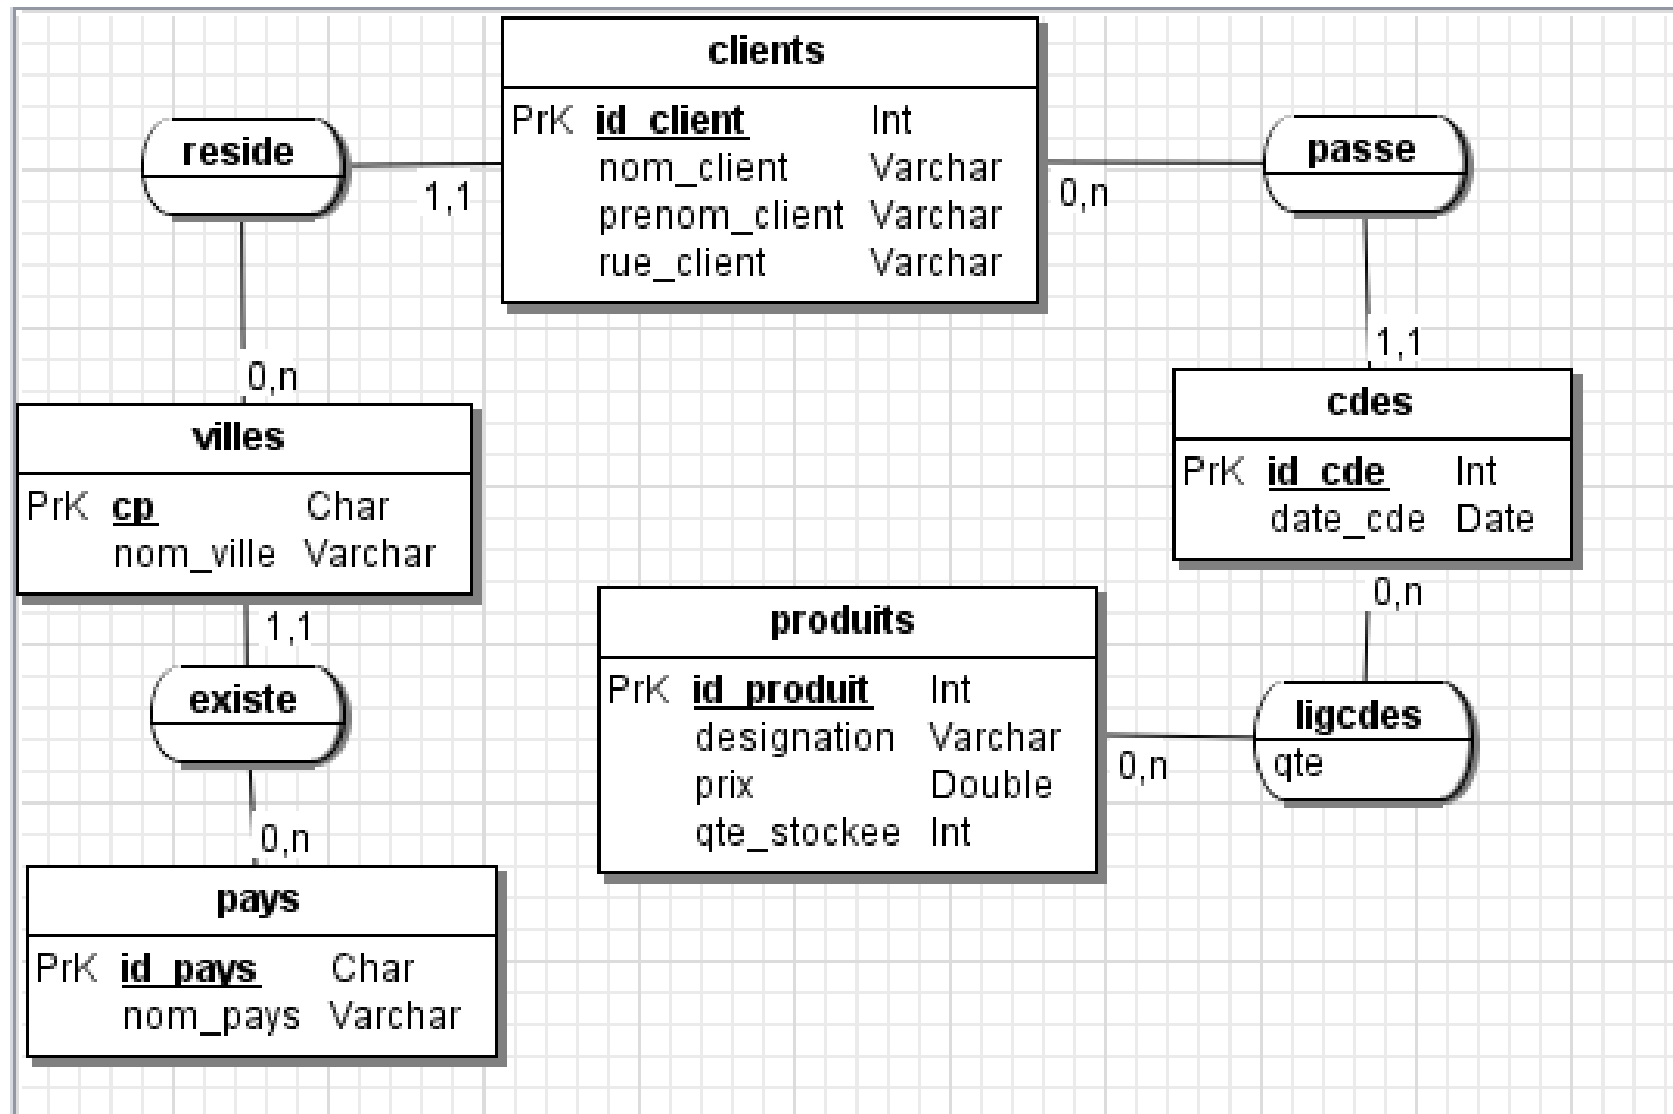 clients
PrK id_client Int
nom_client Varchar
prenom_client Varchar
rue_client Varchar
reside
1,1
0,n
passe
0,n
1,1
villes
PrK cp Char
nom_ville Varchar
cdes
PrK id_cde Int
date_cde Date
1,1
existe
0,n
0,n
produits
PrK id_produit Int
designation Varchar
prix Double
qte_stockee Int
0,n
ligcdes
qte
pays
PrK id_pays Char
nom_pays Varchar